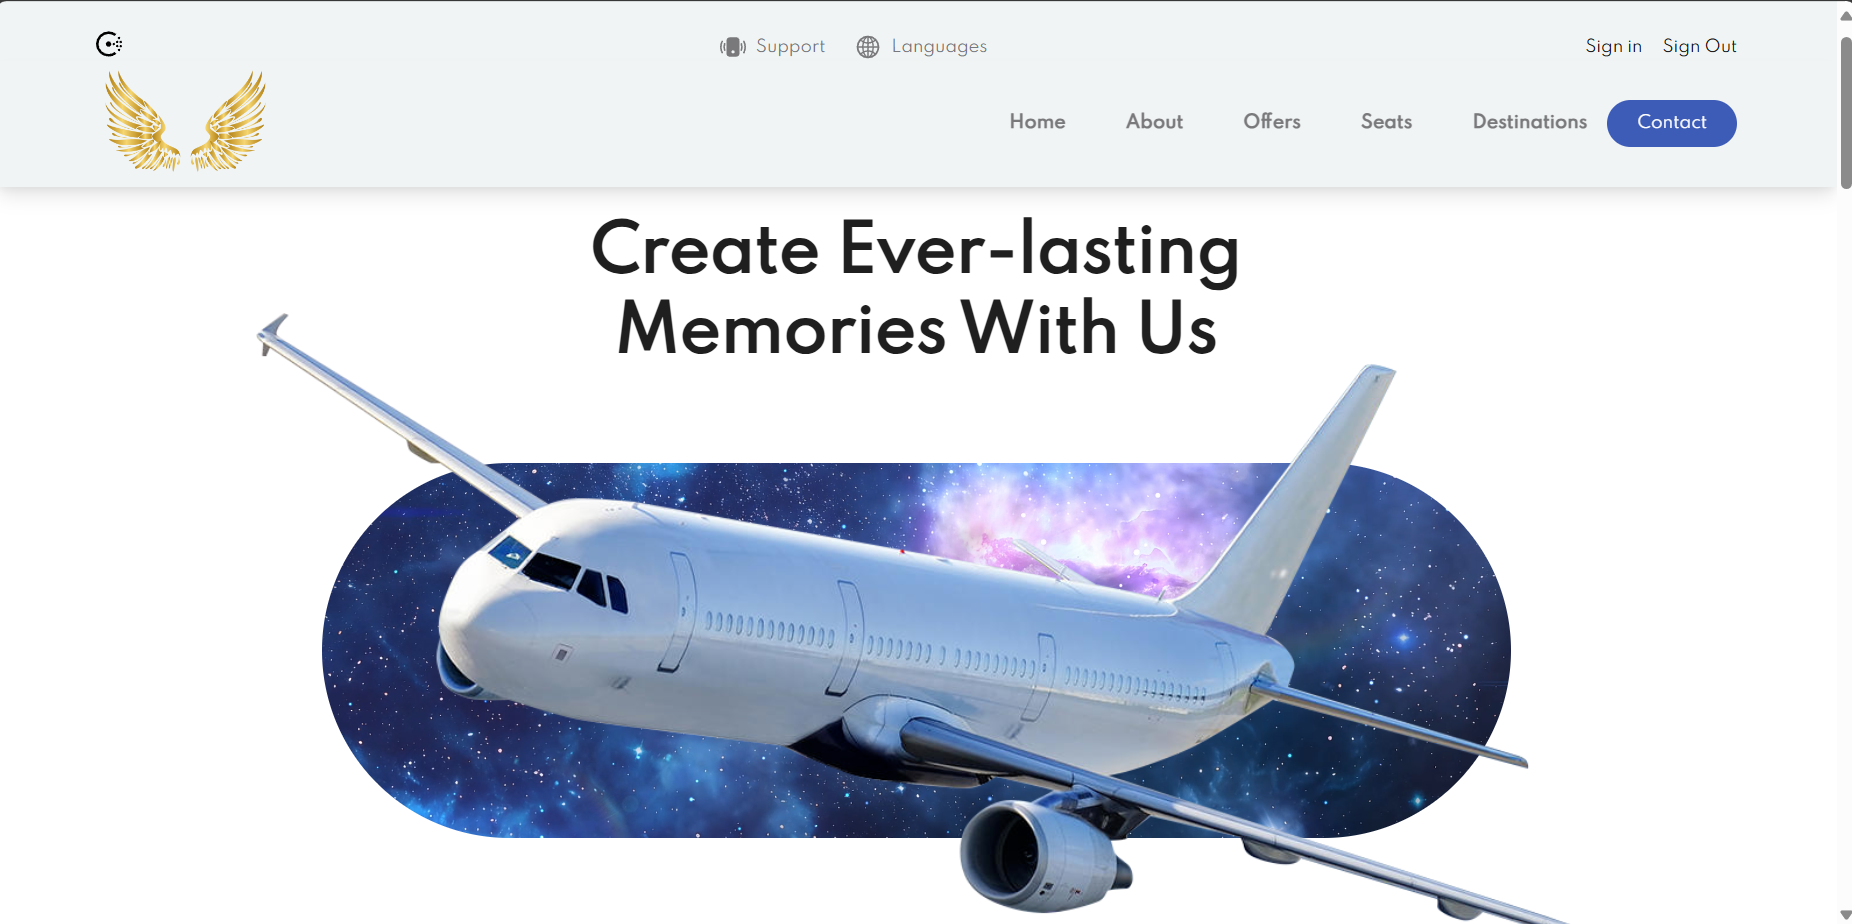 Support Languages Sign in Sign Out
Home About Offers Seats Destinations Contact
Create Ever-lasting
Memories With Us